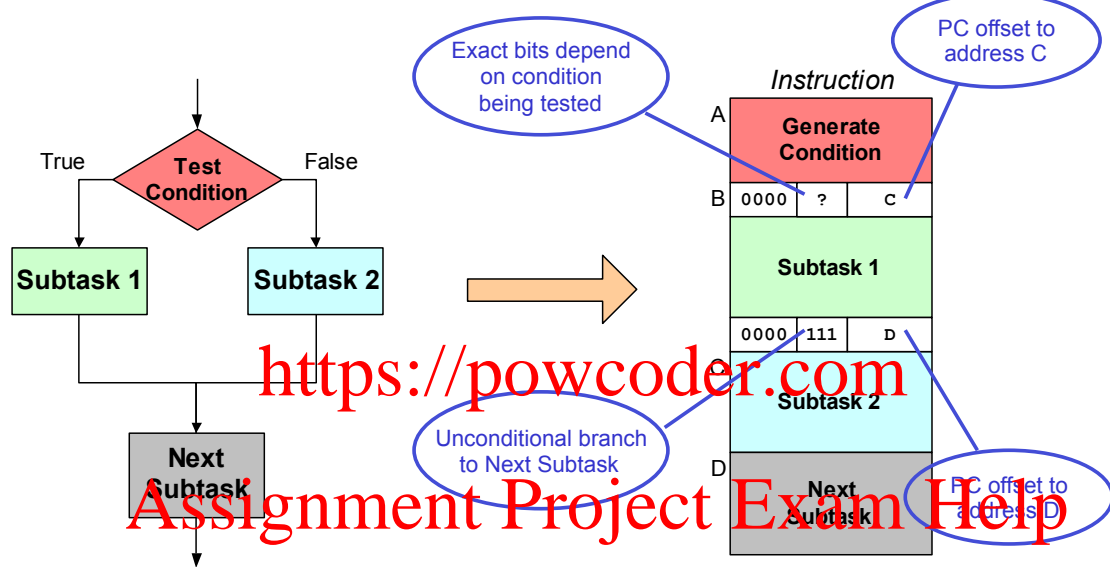 Exact bits depend
on condition
being tested
PC offset to
address C
Instruction
True
Test
Condition
False
A
Generate
Condition
B
0000
?
C
Subtask 1
Subtask 2
Subtask 1
0000
111
D
https://powcoder.com
C
Subtask 2
Unconditional branch
to Next Subtask
D
Next
Subtask
Next
Subtask
PC offset to
address D
Assignment Project Exam Help